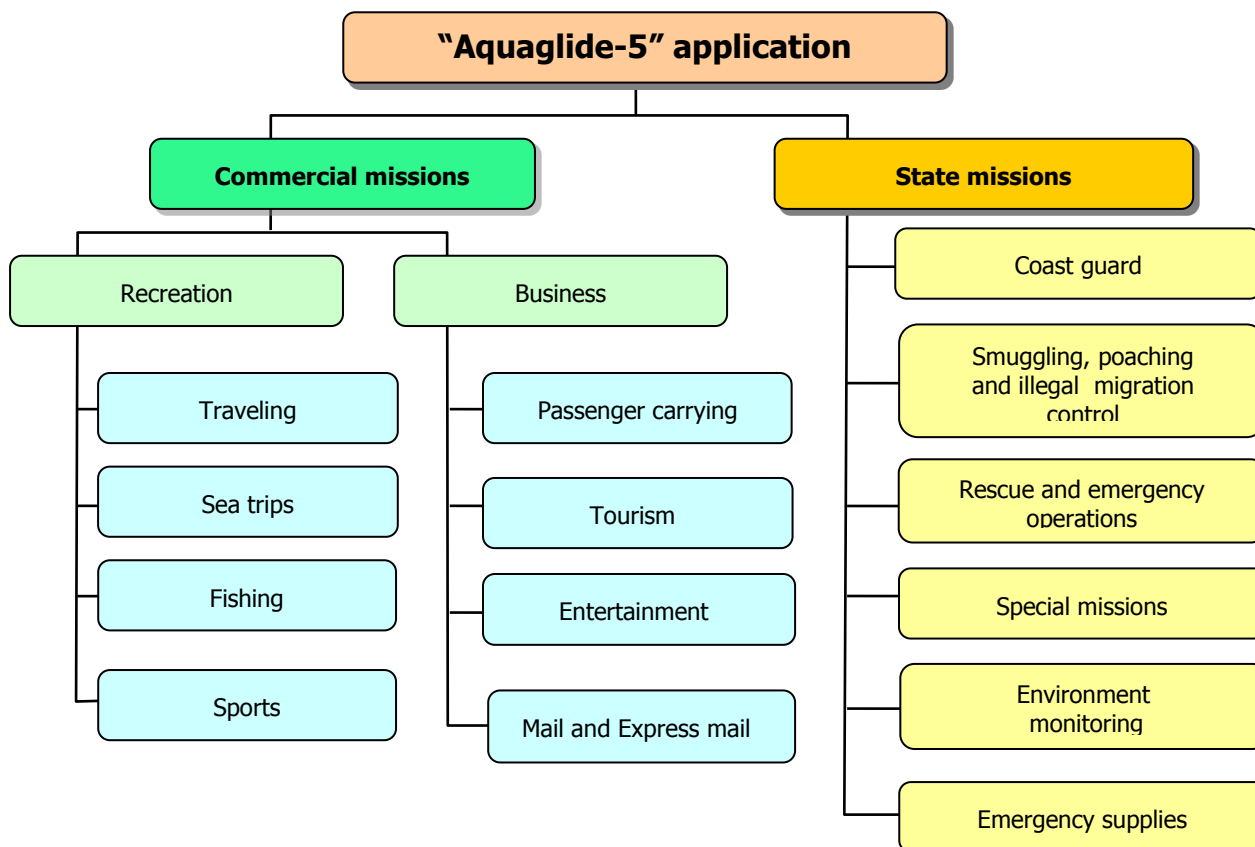 “Aquaglide-5” application
Commercial missions
State missions
Recreation
Business
Traveling
Sea trips
Fishing
Sports
Passenger carrying
Tourism
Entertainment
Mail and Express mail
Coast guard
Smuggling, poaching
and illegal migration
control
Rescue and emergency
operations
Special missions
Environment
monitoring
Emergency supplies